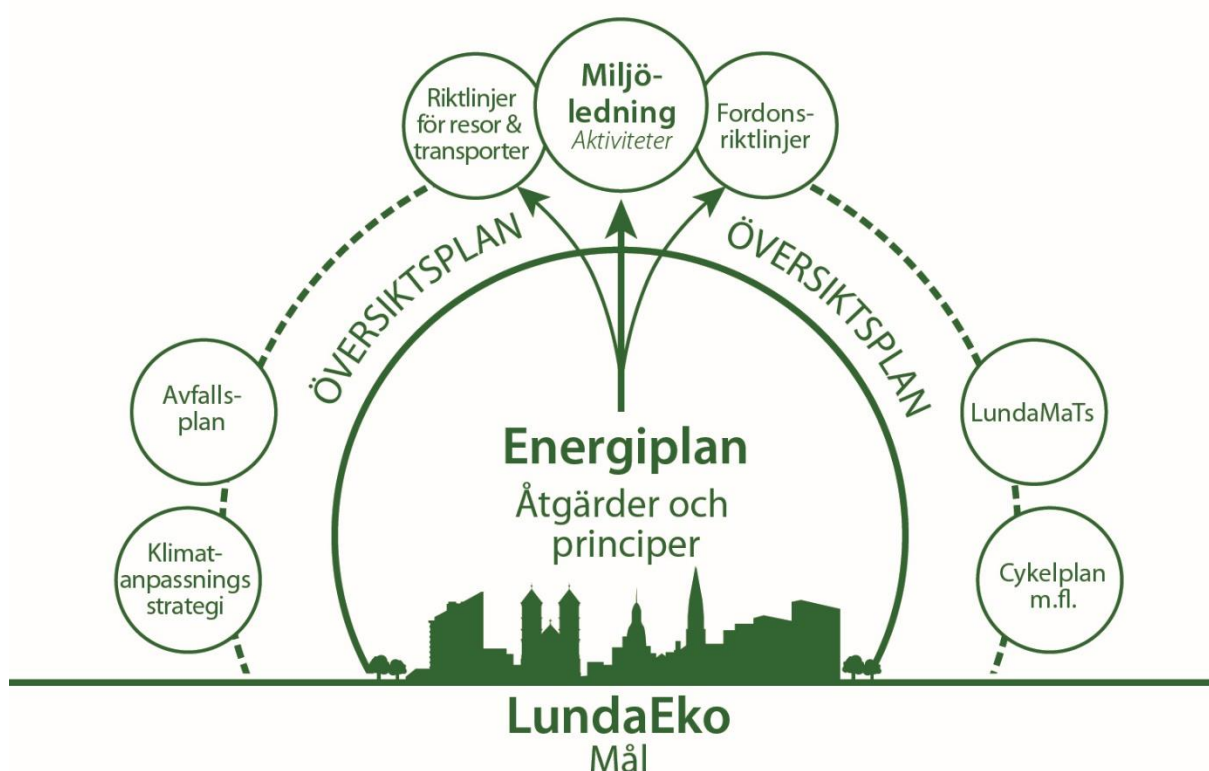 Miljö-
ledning
Aktiviteter
Riktlinjer
för resor &
transporter
Fordons-
riktlinjer
ÖVERSIKTSPLAN
ÖVERSIKTSPLAN
Avfalls-
plan
LundaMaTs
Energiplan
Åtgärder och
principer
Klimat-
anpassnings
strategi
Cykelplan
m.fl.
LundaEko
Mål